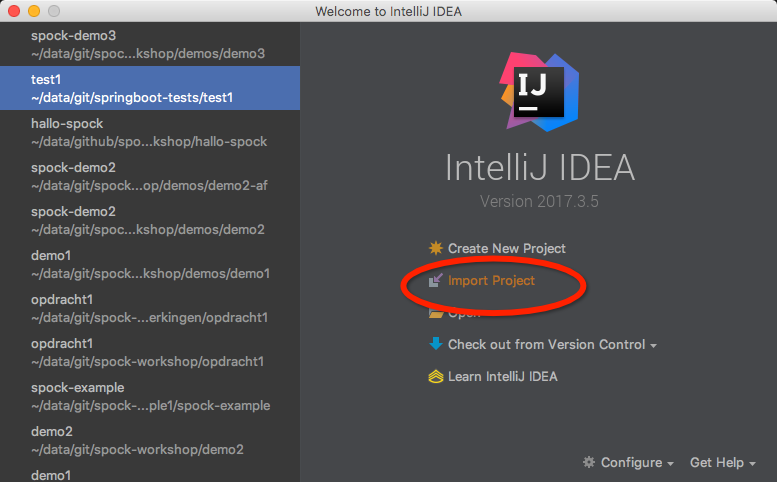 Welcome to IntelliJ IDEA
spock-demo3
~/data/git/spoc...kshop/demos/demo3
test1
~/data/git/springboot-tests/test1
hallo-spock
~/data/github/spo...kshop/hallo-spock
spock-demo2
~/data/git/spock...op/demos/demo2-af
spock-demo2
~/data/git/spoc...kshop/demos/demo2
demo1
~/data/git/spock...kshop/demos/demo1
opdracht1
~/data/git/spock-...erkingen/opdracht1
opdracht1
~/data/git/spock-workshop/opdracht1
spock-example
~/data/git/spock-...ple1/spock-example
demo2
~/data/git/spock-workshop/demo2
demo1
IJ
IntelliJ IDEA
Version 2017.3.5
Create New Project
Import Project
Open
Check out from Version Control
Learn IntelliJ IDEA
Configure
Get Help